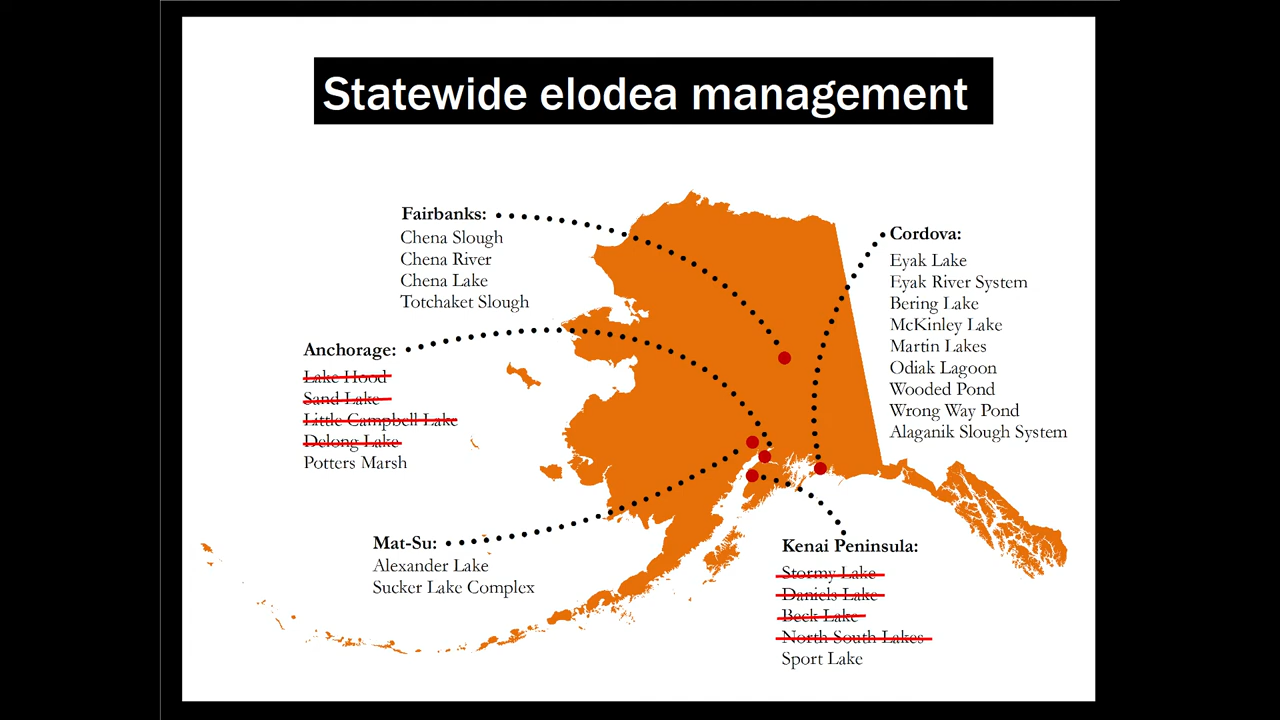 Statewide elodea management
Fairbanks:
Chena Slough
Chena River
Chena Lake
Totchaket Slough
Cordova:
Eyak Lake
Eyak River System
Bering Lake
McKinley Lake
Martin Lakes
Odiak Lagoon
Wooded Pond
Wrong Way Pond
Alaganik Slough System
Anchorage:
Lake Hood
Sand Lake
Little Campbell Lake
Delong Lake
Potters Marsh
Mat-Su:
Alexander Lake
Sucker Lake Complex
Kenai Peninsula:
Stormy Lake
Daniels Lake
Beck Lake
North South Lakes
Sport Lake